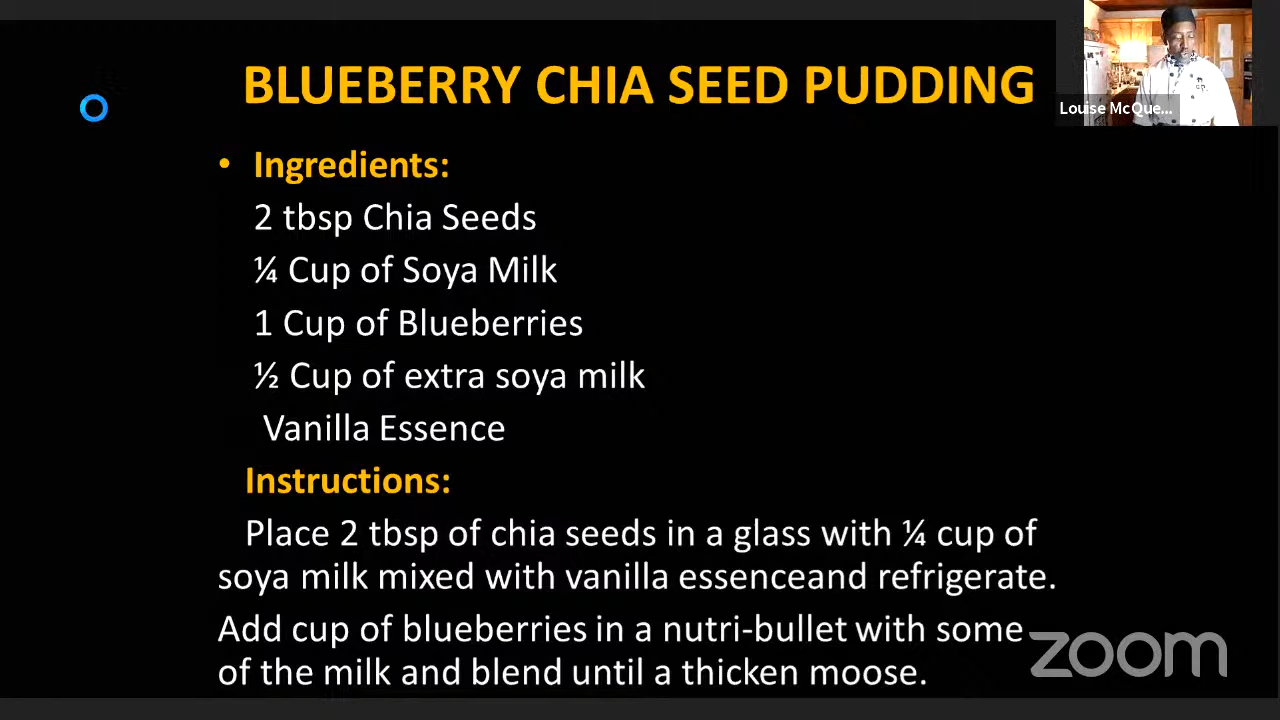 BLUEBERRY CHIA SEED PUDDING
Louise McQue...
• Ingredients:
2 tbsp Chia Seeds
¼ Cup of Soya Milk
1 Cup of Blueberries
½ Cup of extra soya milk
Vanilla Essence
Instructions:
Place 2 tbsp of chia seeds in a glass with ¼ cup of
soya milk mixed with vanilla essenceand refrigerate.
Add cup of blueberries in a nutri-bullet with some
of the milk and blend until a thicken moose.
zoom